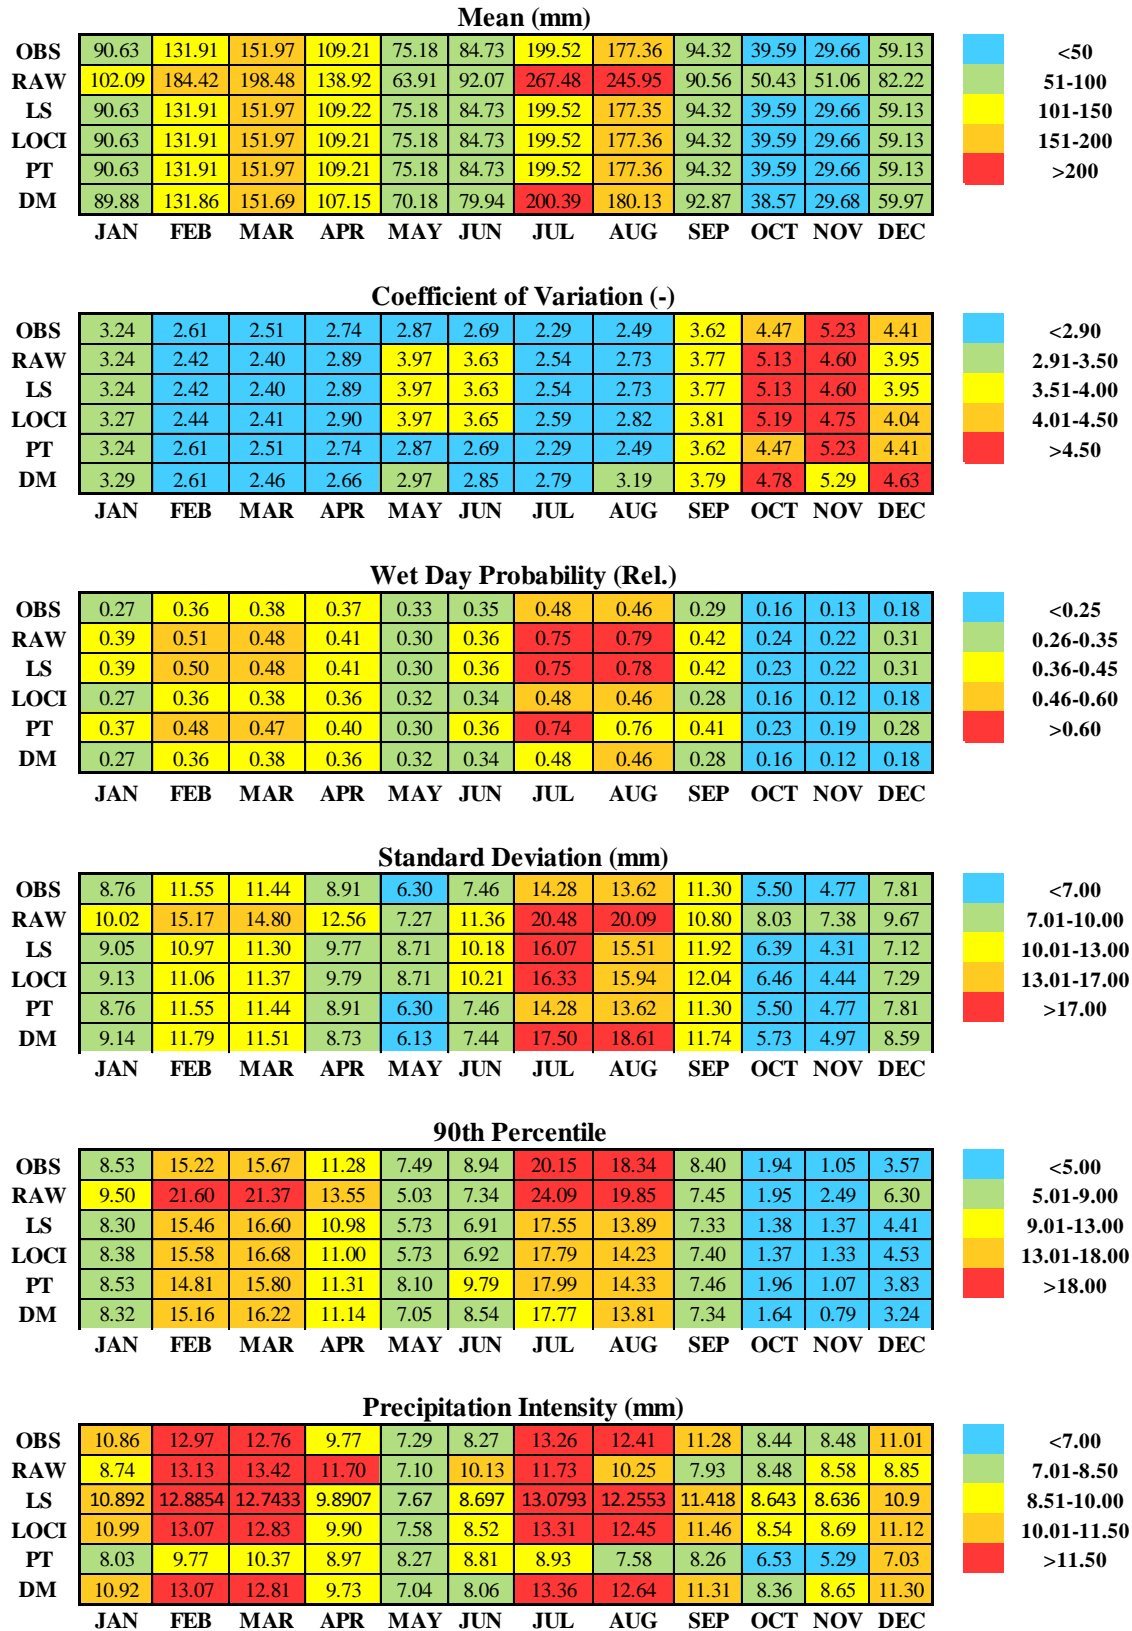 Mean (mm)
OBS 90.63 131.91 151.97 109.21 75.18 84.73 199.52 177.36 94.32 39.59 29.66 59.13 <50
RAW 102.09 184.42 198.48 138.92 63.91 92.07 267.48 245.95 90.56 50.43 51.06 82.22 51-100
LS 90.63 131.91 151.97 109.22 75.18 84.73 199.52 177.35 94.32 39.59 29.66 59.13 101-150
LOCI 90.63 131.91 151.97 109.21 75.18 84.73 199.52 177.36 94.32 39.59 29.66 59.13 151-200
PT 90.63 131.91 151.97 109.21 75.18 84.73 199.52 177.36 94.32 39.59 29.66 59.13 >200
DM 89.88 131.86 151.69 107.15 70.18 79.94 200.39 180.13 92.87 38.57 29.68 59.97
JAN FEB MAR APR MAY JUN JUL AUG SEP OCT NOV DEC
Coefficient of Variation (-)
OBS 3.24 2.61 2.51 2.74 2.87 2.69 2.29 2.49 3.62 4.47 5.23 4.41 <2.90
RAW 3.24 2.42 2.40 2.89 3.97 3.63 2.54 2.73 3.77 5.13 4.60 3.95 2.91-3.50
LS 3.24 2.42 2.40 2.89 3.97 3.63 2.54 2.73 3.77 5.13 4.60 3.95 3.51-4.00
LOCI 3.27 2.44 2.41 2.90 3.97 3.65 2.59 2.82 3.81 5.19 4.75 4.04 4.01-4.50
PT 3.24 2.61 2.51 2.74 2.87 2.69 2.29 2.49 3.62 4.47 5.23 4.41 >4.50
DM 3.29 2.61 2.46 2.66 2.97 2.85 2.79 3.19 3.79 4.78 5.29 4.63
JAN FEB MAR APR MAY JUN JUL AUG SEP OCT NOV DEC
Wet Day Probability (Rel.)
OBS 0.27 0.36 0.38 0.37 0.33 0.35 0.48 0.46 0.29 0.16 0.13 0.18 <0.25
RAW 0.39 0.51 0.48 0.41 0.30 0.36 0.75 0.79 0.42 0.24 0.22 0.31 0.26-0.35
LS 0.39 0.50 0.48 0.41 0.30 0.36 0.75 0.78 0.42 0.23 0.22 0.31 0.36-0.45
LOCI 0.27 0.36 0.38 0.36 0.32 0.34 0.48 0.46 0.28 0.16 0.12 0.18 0.46-0.60
PT 0.37 0.48 0.47 0.40 0.30 0.36 0.74 0.76 0.41 0.23 0.19 0.28 >0.60
DM 0.27 0.36 0.38 0.36 0.32 0.34 0.48 0.46 0.28 0.16 0.12 0.18
JAN FEB MAR APR MAY JUN JUL AUG SEP OCT NOV DEC
Standard Deviation (mm)
OBS 8.76 11.55 11.44 8.91 6.30 7.46 14.28 13.62 11.30 5.50 4.77 7.81 <7.00
RAW 10.02 15.17 14.80 12.56 7.27 11.36 20.48 20.09 10.80 8.03 7.38 9.67 7.01-10.00
LS 9.05 10.97 11.30 9.77 8.71 10.18 16.07 15.51 11.92 6.39 4.31 7.12 10.01-13.00
LOCI 9.13 11.06 11.37 9.79 8.71 10.21 16.33 15.94 12.04 6.46 4.44 7.29 13.01-17.00
PT 8.76 11.55 11.44 8.91 6.30 7.46 14.28 13.62 11.30 5.50 4.77 7.81 >17.00
DM 9.14 11.79 11.51 8.73 6.13 7.44 17.50 18.61 11.74 5.73 4.97 8.59
JAN FEB MAR APR MAY JUN JUL AUG SEP OCT NOV DEC
90th Percentile
OBS 8.53 15.22 15.67 11.28 7.49 8.94 20.15 18.34 8.40 1.94 1.05 3.57 <5.00
RAW 9.50 21.60 21.37 13.55 5.03 7.34 24.09 19.85 7.45 1.95 2.49 6.30 5.01-9.00
LS 8.30 15.46 16.60 10.98 5.73 6.91 17.55 13.89 7.33 1.38 1.37 4.41 9.01-13.00
LOCI 8.38 15.58 16.68 11.00 5.73 6.92 17.79 14.23 7.40 1.37 1.33 4.53 13.01-18.00
PT 8.53 14.81 15.80 11.31 8.10 9.79 17.99 14.33 7.46 1.96 1.07 3.83 >18.00
DM 8.32 15.16 16.22 11.14 7.05 8.54 17.77 13.81 7.34 1.64 0.79 3.24
JAN FEB MAR APR MAY JUN JUL AUG SEP OCT NOV DEC
Precipitation Intensity (mm)
OBS 10.86 12.97 12.76 9.77 7.29 8.27 13.26 12.41 11.28 8.44 8.48 11.01 <7.00
RAW 8.74 13.13 13.42 11.70 7.10 10.13 11.73 10.25 7.93 8.48 8.58 8.85 7.01-8.50
LS 10.892 12.8854 12.7433 9.8907 7.67 8.697 13.0793 12.2553 11.418 8.643 8.636 10.9 8.51-10.00
LOCI 10.99 13.07 12.83 9.90 7.58 8.52 13.31 12.45 11.46 8.54 8.69 11.12 10.01-11.50
PT 8.03 9.77 10.37 8.97 8.27 8.81 8.93 7.58 8.26 6.53 5.29 7.03 >11.50
DM 10.92 13.07 12.81 9.73 7.04 8.06 13.36 12.64 11.31 8.36 8.65 11.30
JAN FEB MAR APR MAY JUN JUL AUG SEP OCT NOV DEC